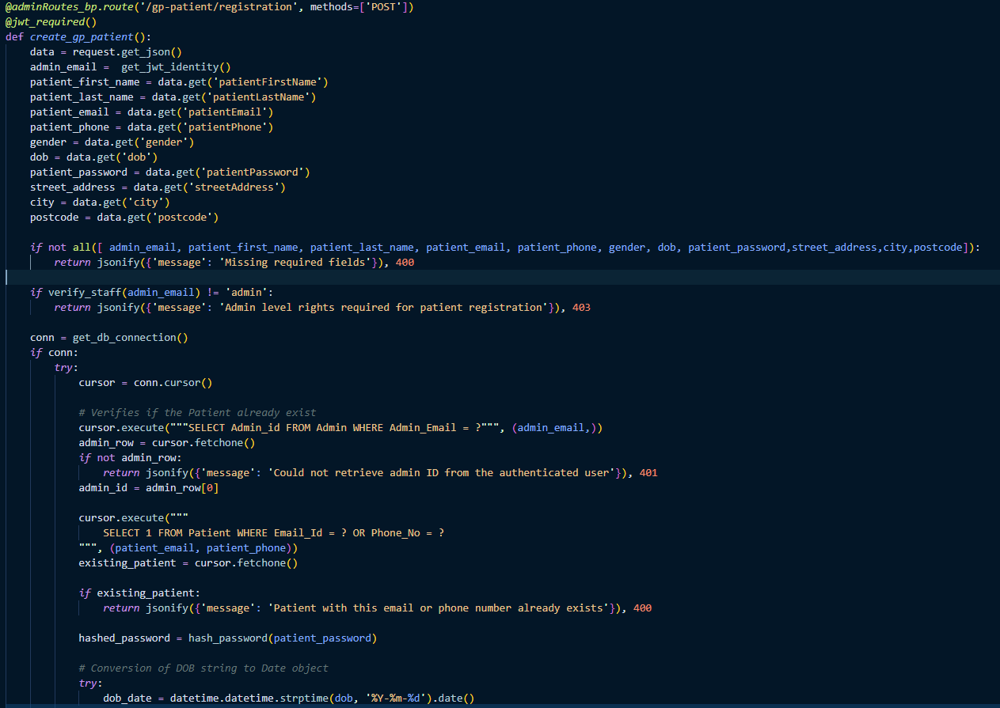 @adminRoutes_bp.route('/gp-patient/registration', methods=['POST'])
@jwt_required()
def create_gp_patient():
    data = request.get_json()
    admin_email =  get_jwt_identity()
    patient_first_name = data.get('patientFirstName')
    patient_last_name = data.get('patientLastName')
    patient_email = data.get('patientEmail')
    patient_phone = data.get('patientPhone')
    gender = data.get('gender')
    dob = data.get('dob')
    patient_password = data.get('patientPassword')
    street_address = data.get('streetAddress')
    city = data.get('city')
    postcode = data.get('postcode')

    if not all([ admin_email, patient_first_name, patient_last_name, patient_email, patient_phone, gender, dob, patient_password,street_address,city,postcode]):
        return jsonify({'message': 'Missing required fields'}), 400

    if verify_staff(admin_email) != 'admin':
        return jsonify({'message': 'Admin level rights required for patient registration'}), 403

    conn = get_db_connection()
    if conn:
        try:
            cursor = conn.cursor()

            # Verifies if the Patient already exist
            cursor.execute("""SELECT Admin_id FROM Admin WHERE Admin_Email = ?""", (admin_email,))
            admin_row = cursor.fetchone()
            if not admin_row:
                return jsonify({'message': 'Could not retrieve admin ID from the authenticated user'}), 401
            admin_id = admin_row[0]

            cursor.execute("""
                SELECT 1 FROM Patient WHERE Email_Id = ? OR Phone_No = ?
            """, (patient_email, patient_phone))
            existing_patient = cursor.fetchone()

            if existing_patient:
                return jsonify({'message': 'Patient with this email or phone number already exists'}), 400

            hashed_password = hash_password(patient_password)

            # Conversion of DOB string to Date object
            try:
                dob_date = datetime.datetime.strptime(dob, '%Y-%m-%d').date()